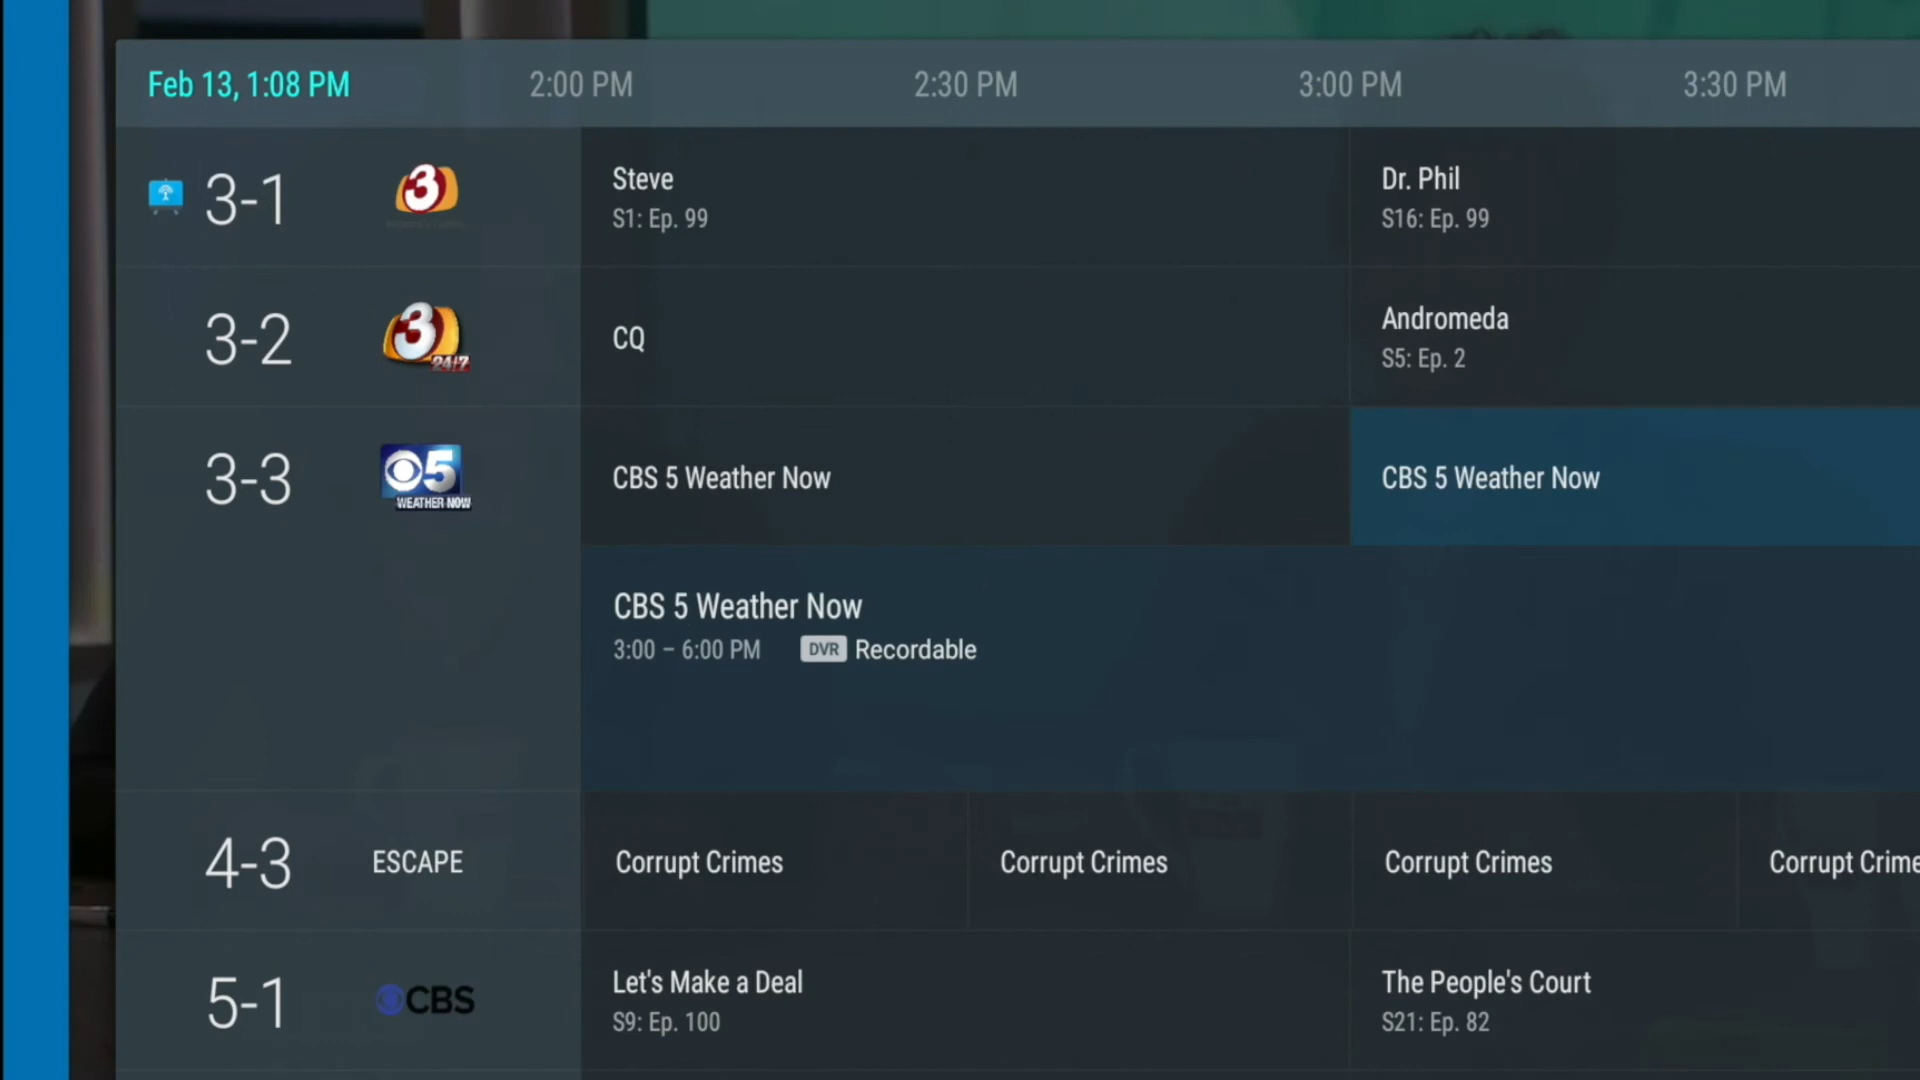 Feb 13, 1:08 PM 2:00 PM 2:30 PM 3:00 PM 3:30 PM
3-1 3 Steve Dr. Phil
S1: Ep. 99 S16: Ep. 99
3-2 3 24/7 CQ Andromeda
S5: Ep. 2
3-3 5 CBS 5 Weather Now CBS 5 Weather Now
WEATHER NOW
CBS 5 Weather Now
3:00 – 6:00 PM DVR Recordable
4-3 ESCAPE Corrupt Crimes Corrupt Crimes Corrupt Crimes Corrupt Crime
5-1 CBS Let's Make a Deal The People's Court
S9: Ep. 100 S21: Ep. 82